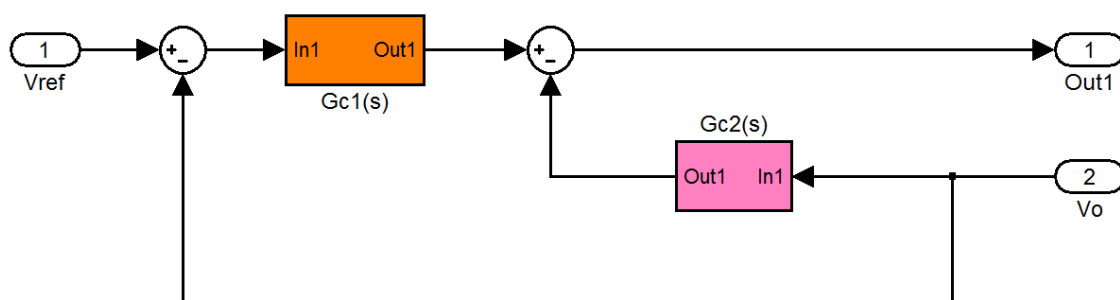 1
Vref
+
-
In1 Out1
Gc1(s)
+
-
1
Out1
Gc2(s)
Out1 In1
2
Vo